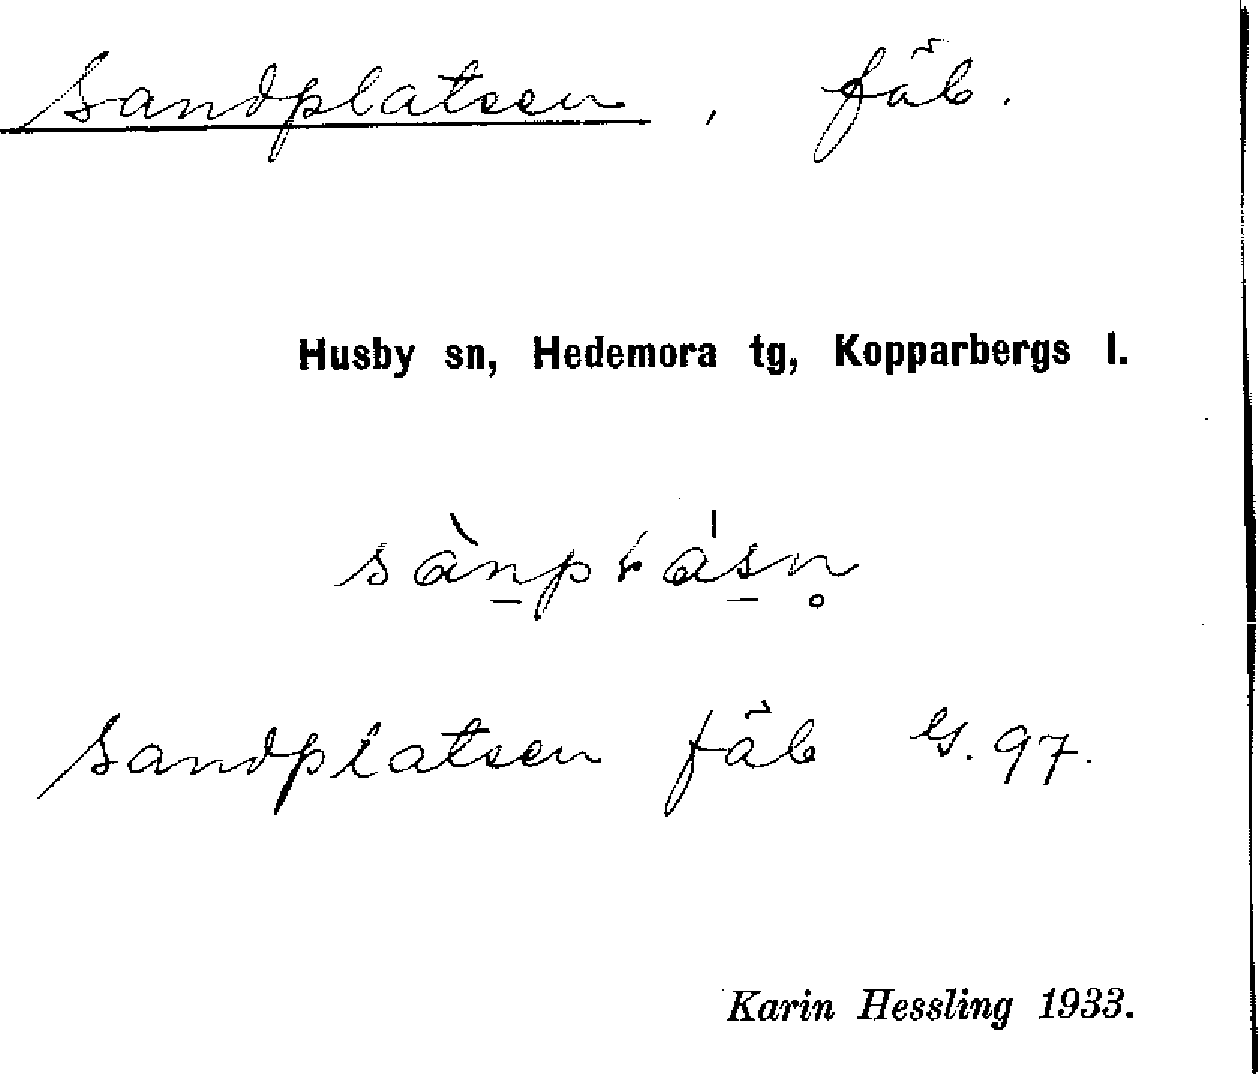 Sandplatsen, fäb.
Husby sn, Hedemora tg, Kopparbergs l.
Sandplatsen fäb G. 97.
Karin Hessling 1933.